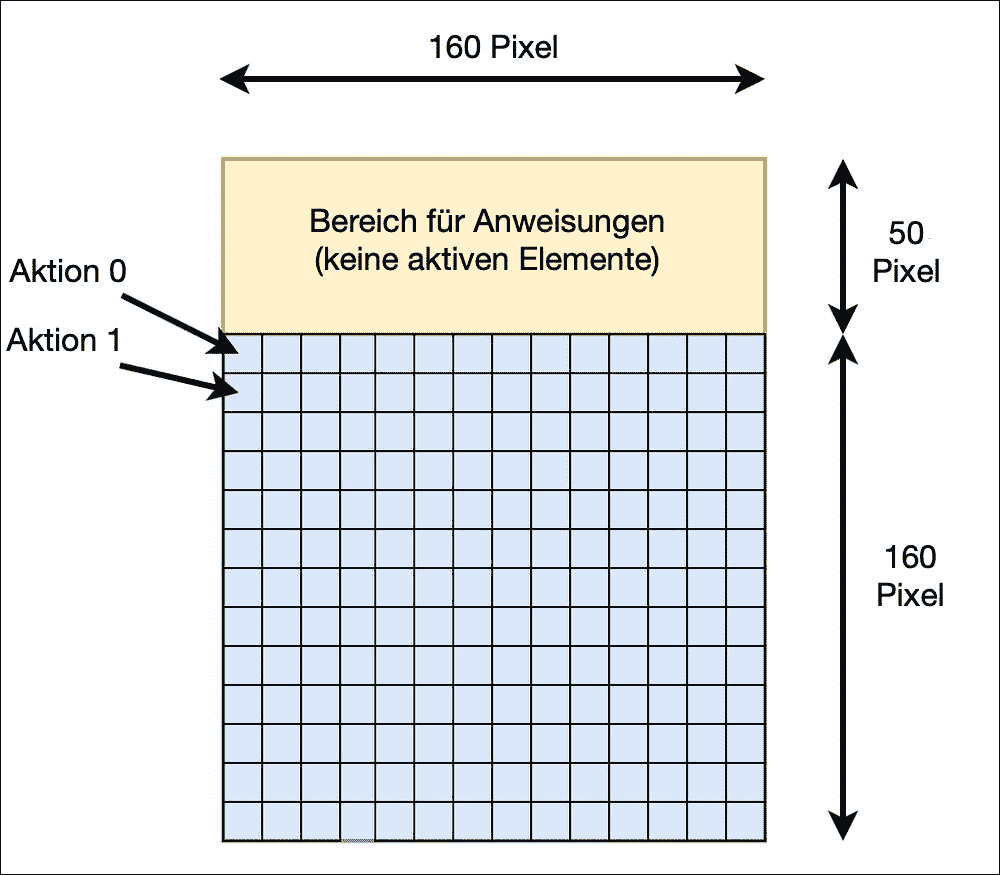 160 Pixel
Bereich für Anweisungen
(keine aktiven Elemente)
50
Pixel
Aktion 0
Aktion 1
160
Pixel